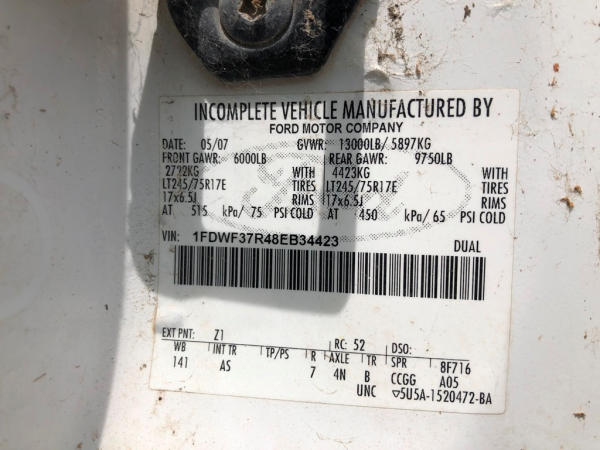 INCOMPLETE VEHICLE MANUFACTURED BY
FORD MOTOR COMPANY
DATE: 05/07 GVWR: 13000LB/ 5897KG
FRONT GAWR: 6000LB REAR GAWR: 9750LB
2722KG WITH 4423KG WITH
LT245/75R17E TIRES LT245/75R17E TIRES
17x6.5J RIMS 17x6.5J RIMS
AT 515 kPa/ 75 PSI COLD AT 450 kPa/ 65 PSI COLD
VIN: 1FDWF37R48EB34423 DUAL
EXT PNT: Z1 RC: 52 DSO:
WB INT TR TP/PS R AXLE TR SPR 8F716
141 AS 7 4N B CCGG A05
UNC ▽5U5A-1520472-BA